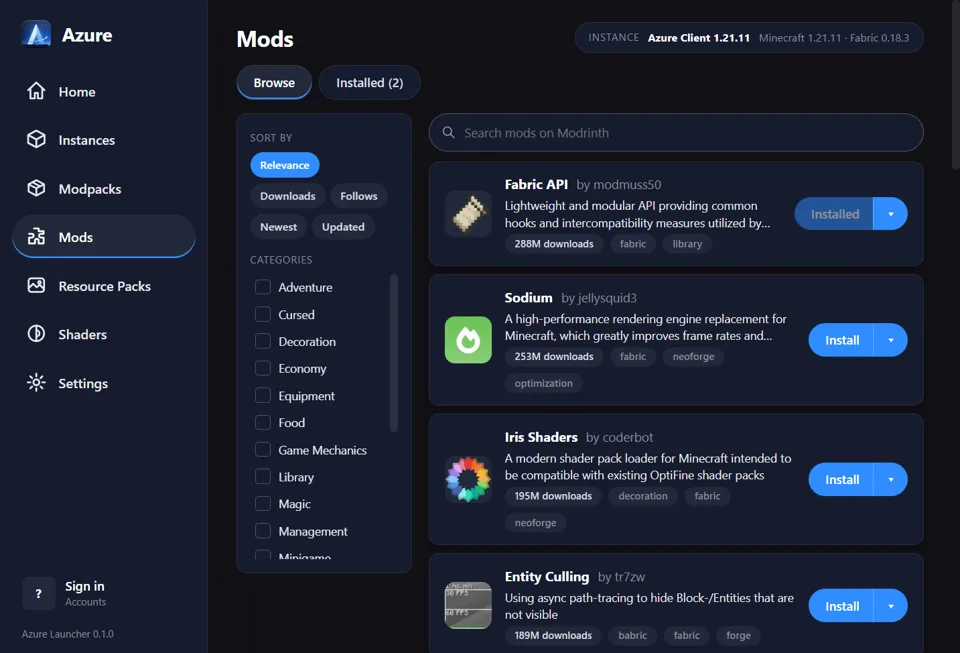 Azure
Home
Instances
Modpacks
Mods
Resource Packs
Shaders
Settings
?
Sign in
Accounts
Azure Launcher 0.1.0
Mods
INSTANCE Azure Client 1.21.11 Minecraft 1.21.11 · Fabric 0.18.3
Browse
Installed (2)
SORT BY
Relevance
Downloads Follows
Newest Updated
CATEGORIES
Adventure
Cursed
Decoration
Economy
Equipment
Food
Game Mechanics
Library
Magic
Management
Minigame
Search mods on Modrinth
Fabric API by modmuss50
Lightweight and modular API providing common
hooks and intercompatibility measures utilized by...
288M downloads fabric library
Installed
Sodium by jellysquid3
A high-performance rendering engine replacement for
Minecraft, which greatly improves frame rates and...
253M downloads fabric neoforge
optimization
Install
Iris Shaders by coderbot
A modern shader pack loader for Minecraft intended to
be compatible with existing OptiFine shader packs
195M downloads decoration fabric
neoforge
Install
30 FPS
60 FPS
Entity Culling by tr7zw
Using async path-tracing to hide Block-/Entities that are
not visible
189M downloads babric fabric forge
Install